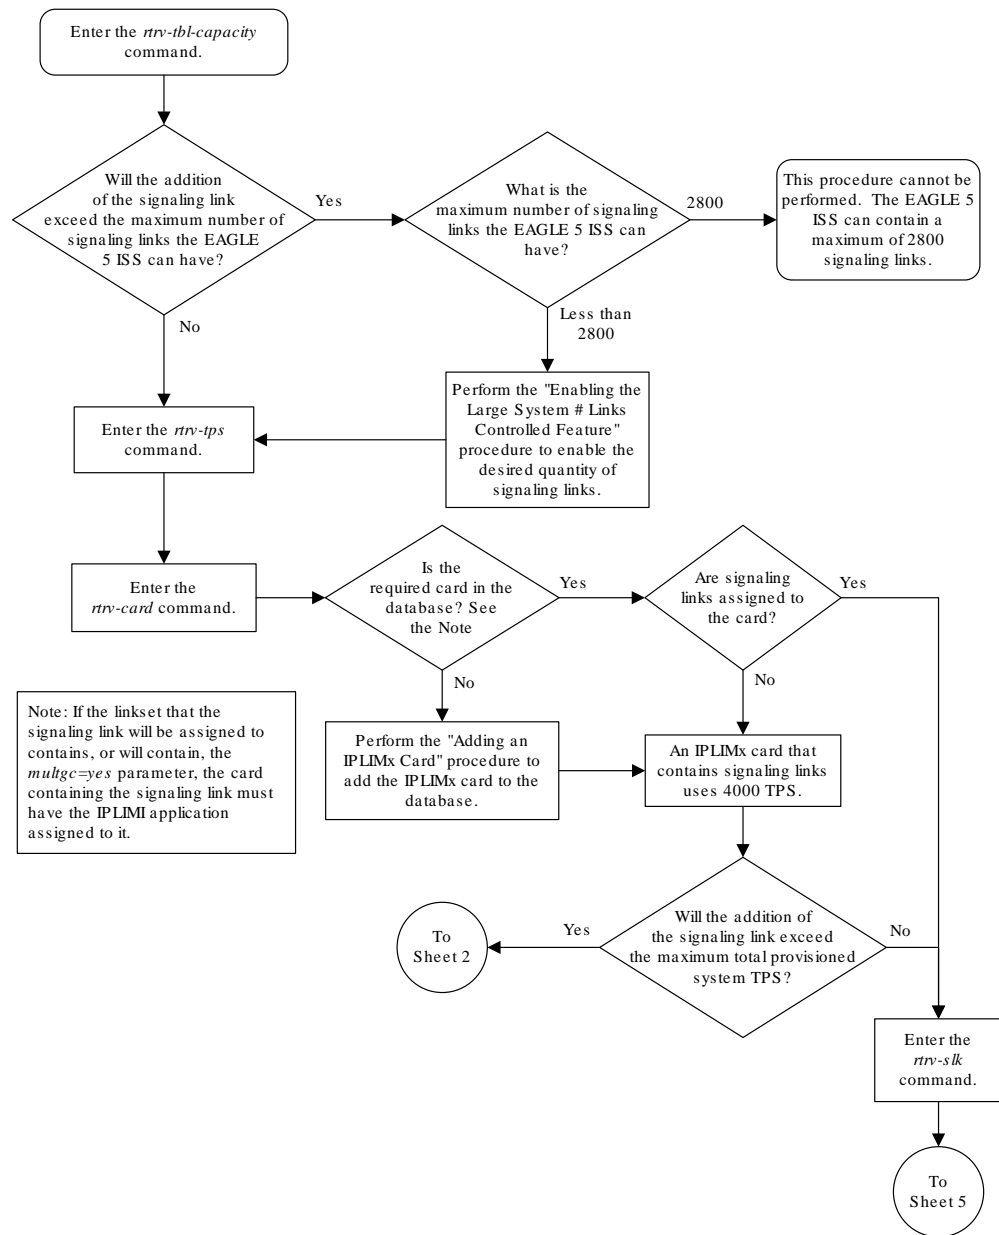 Enter the rtrv-tbl-capacity
command.
Will the addition
of the signaling link
exceed the maximum number of
signaling links the EAGLE
5 ISS can have?
Yes
What is the
maximum number of signaling
links the EAGLE 5 ISS can
have?
2800
This procedure cannot be
performed. The EAGLE 5
ISS can contain a
maximum of 2800
signaling links.
No
Less than
2800
Enter the rtrv-tps
command.
Perform the "Enabling the
Large System # Links
Controlled Feature"
procedure to enable the
desired quantity of
signaling links.
Enter the
rtrv-card command.
Is the
required card in the
database? See
the Note
Yes
Are signaling
links assigned to
the card?
Yes
No
No
Note: If the linkset that the
signaling link will be assigned to
contains, or will contain, the
multgc=yes parameter, the card
containing the signaling link must
have the IPLIMI application
assigned to it.
Perform the "Adding an
IPLIMx Card" procedure to
add the IPLIMx card to the
database.
An IPLIMx card that
contains signaling links
uses 4000 TPS.
To
Sheet 2
Yes
Will the addition of
the signaling link exceed
the maximum total provisioned
system TPS?
No
Enter the
rtrv-slk
command.
To
Sheet 5